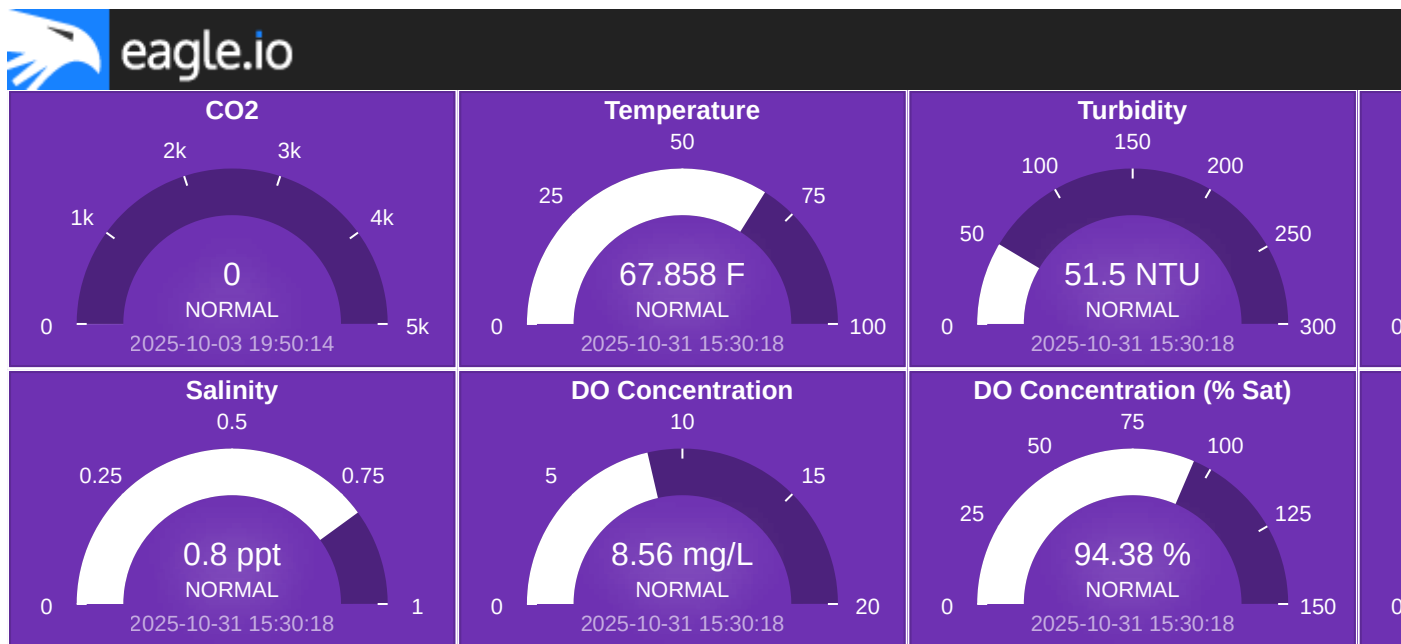 eagle.io
CO2
0
1k
2k
3k
4k
5k
0
NORMAL
2025-10-03 19:50:14
Temperature
0
25
50
75
100
67.858 F
NORMAL
2025-10-31 15:30:18
Turbidity
0
50
100
150
200
250
300
51.5 NTU
NORMAL
2025-10-31 15:30:18
0
Salinity
0
0.25
0.5
0.75
1
0.8 ppt
NORMAL
2025-10-31 15:30:18
DO Concentration
0
5
10
15
20
8.56 mg/L
NORMAL
2025-10-31 15:30:18
DO Concentration (% Sat)
0
25
50
75
100
125
150
94.38 %
NORMAL
2025-10-31 15:30:18
0